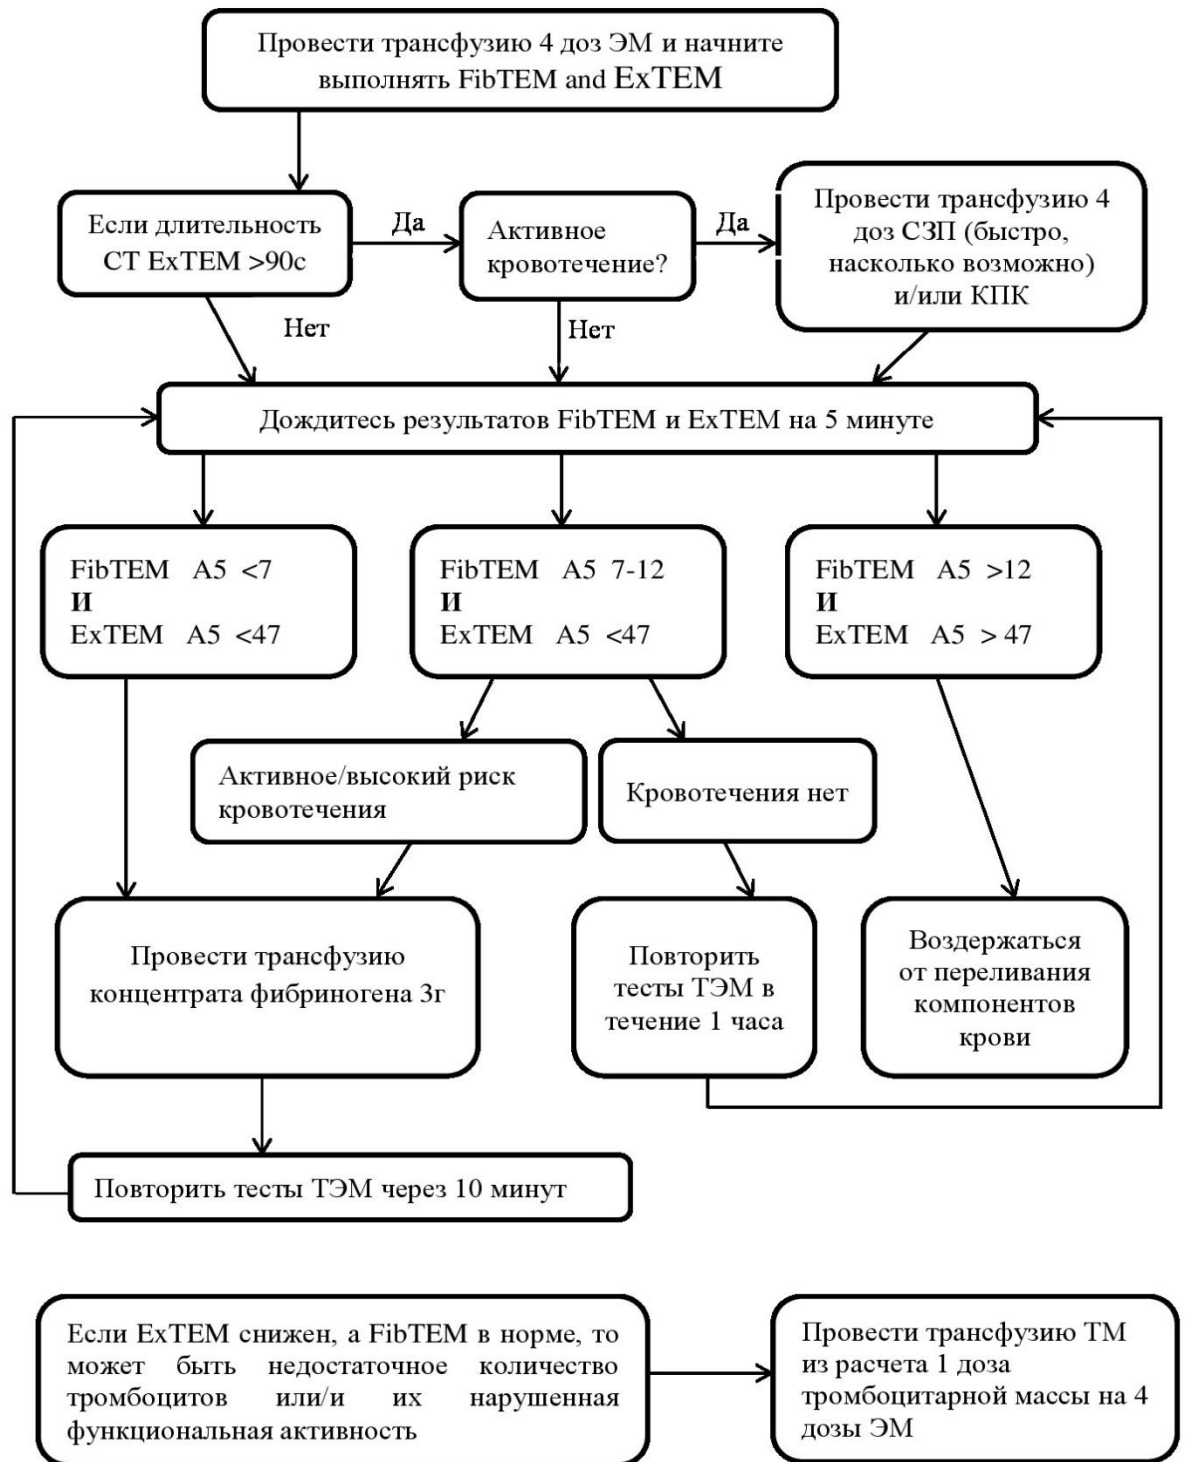 Провести трансфузию 4 доз ЭМ и начните
выполнять FibTEM and ExTEM
Если длительность
СТ ExTEM >90с
Да
Активное
кровотечение?
Да
Провести трансфузию 4
доз СЗП (быстро,
насколько возможно)
и/или КПК
Нет
Нет
Дождитесь результатов FibTEM и ExTEM на 5 минуте
FibTEM A5 <7
И
ExTEM A5 <47
FibTEM A5 7-12
И
ExTEM A5 <47
FibTEM A5 >12
И
ExTEM A5 > 47
Активное/высокий риск
кровотечения
Кровотечения нет
Провести трансфузию
концентрата фибриногена 3г
Повторить
тесты ТЭМ в
течение 1 часа
Воздержаться
от переливания
компонентов
крови
Повторить тесты ТЭМ через 10 минут
Если ExTEM снижен, а FibTEM в норме, то
может быть недостаточное количество
тромбоцитов или/и их нарушенная
функциональная активность
Провести трансфузию ТМ
из расчета 1 доза
тромбоцитарной массы на 4
дозы ЭМ